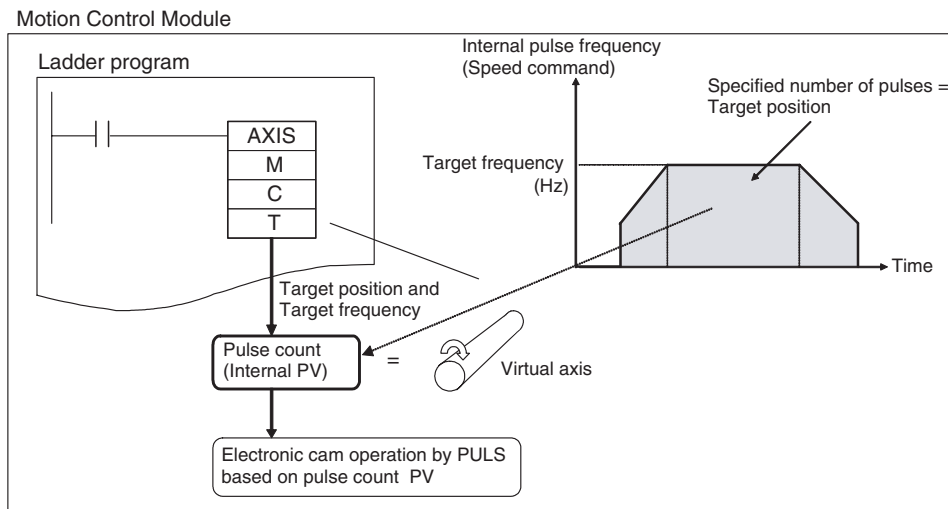 Motion Control Module
Ladder program
AXIS
M
C
T
Internal pulse frequency
(Speed command)
Specified number of pulses =
Target position
Target frequency
(Hz)
Time
Target position and
Target frequency
Pulse count
(Internal PV)
=
Virtual axis
Electronic cam operation by PULS
based on pulse count PV